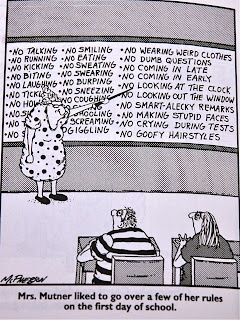 •NO TALKING •NO SMILING •NO WEARING WEIRD CLOTHES
•NO RUNNING •NO EATING •NO DUMB QUESTIONS
•NO KICKING •NO SWEATING •NO COMING IN LATE
•NO BITING •NO SWEARING •NO COMING IN EARLY
•NO LAUGHING •NO BURPING •NO LOOKING AT THE CLOCK
•NO SNEEZING •NO LOOKING OUT THE WINDOW
•NO COUGHING •NO SMART-ALECKY REMARKS
•NO MAKING STUPID FACES
SCREAMING •NO CRYING DURING TESTS
GIGGLING •NO GOOFY HAIRSTYLES
McPHERSON
Mrs. Mutner liked to go over a few of her rules
on the first day of school.